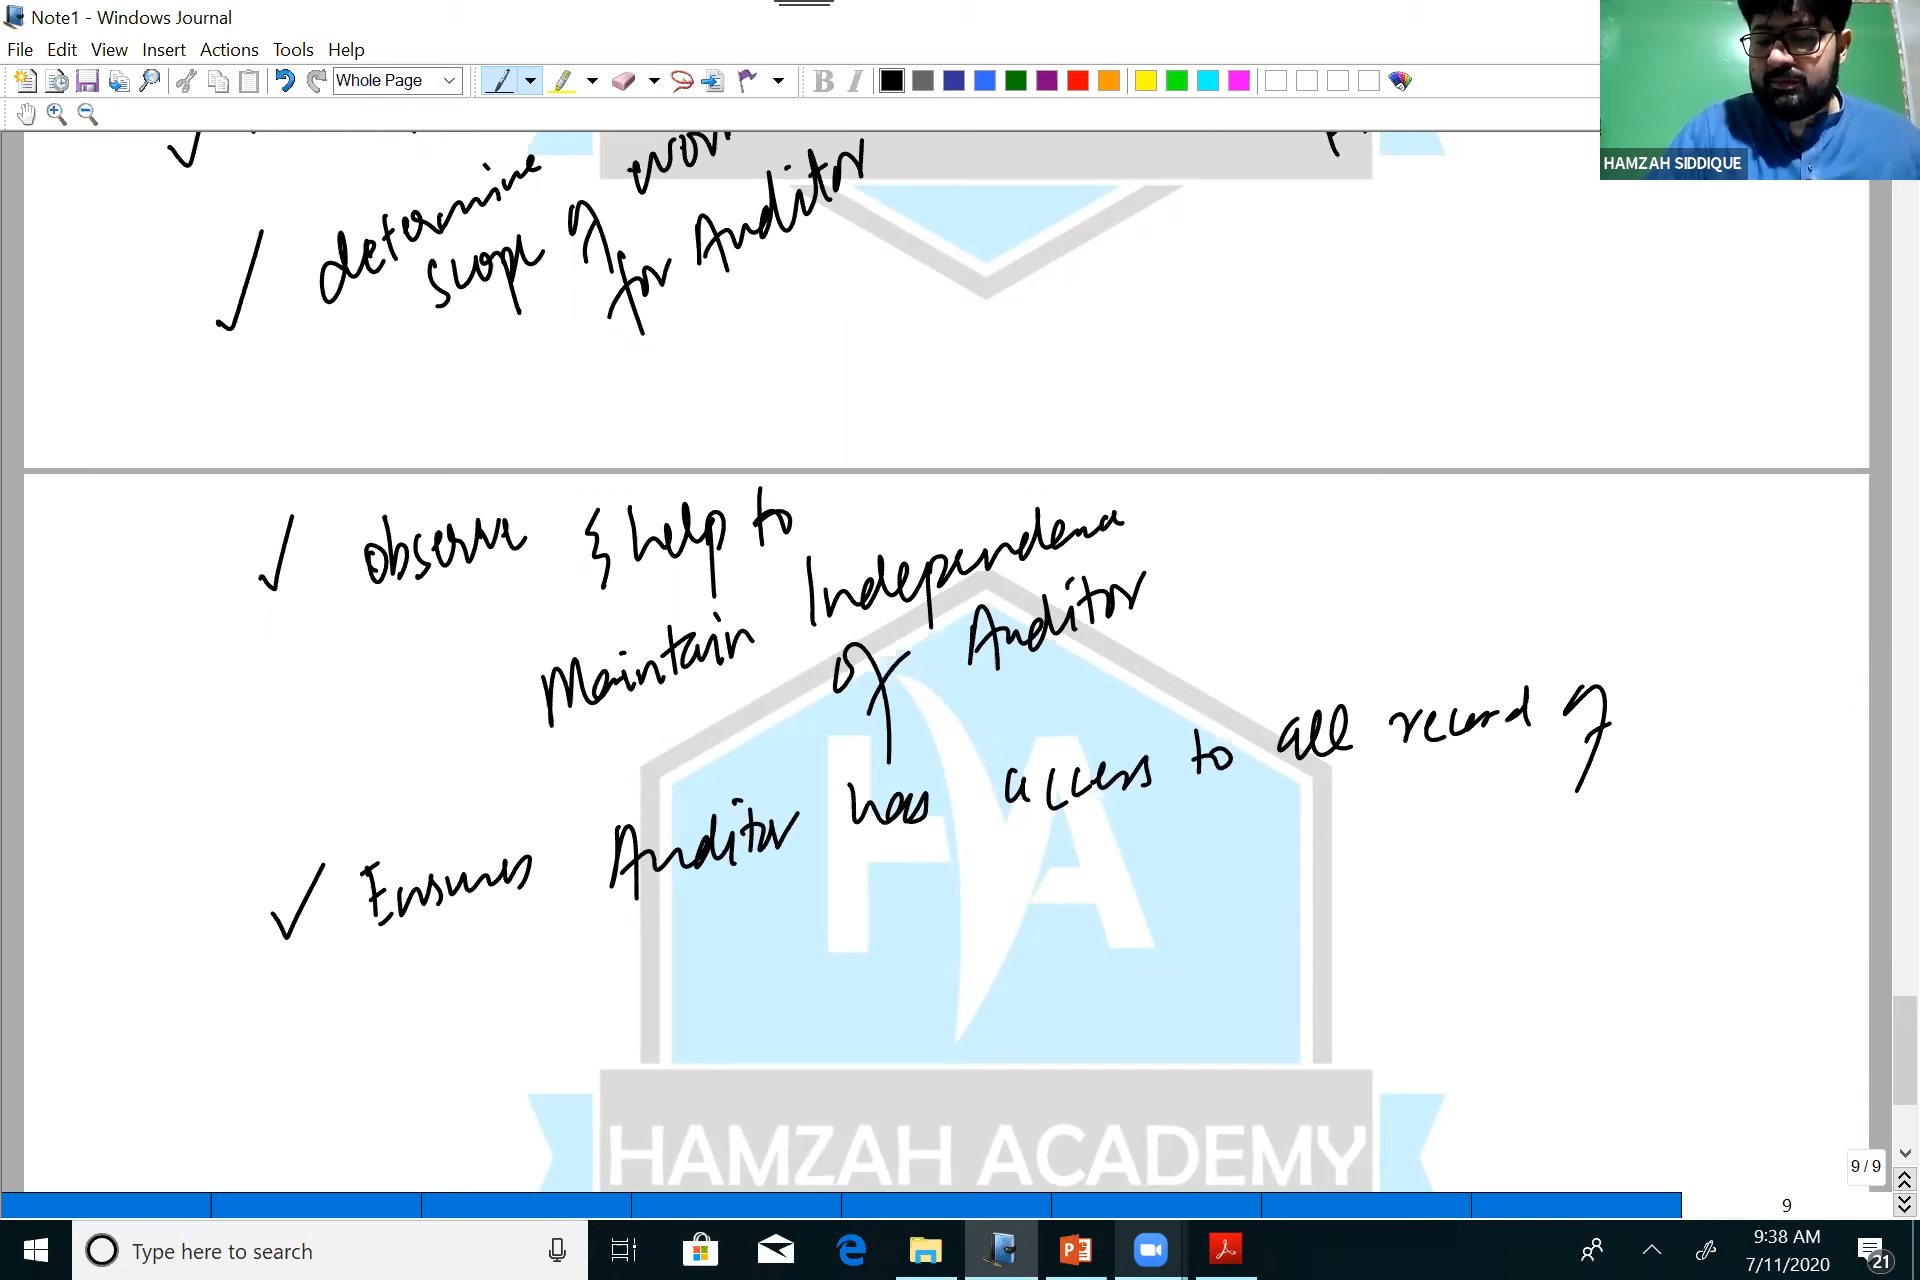 Note1 - Windows Journal
File Edit View Insert Actions Tools Help
Whole Page
B I
HAMZAH SIDDIQUE
determine
scope of work
for Auditor
Observe & help to
Maintain Independence
of Auditor
Ensures Auditor has access to all record of
HA
HAMZAH ACADEMY
9 / 9
9
Type here to search
9:38 AM
7/11/2020
21